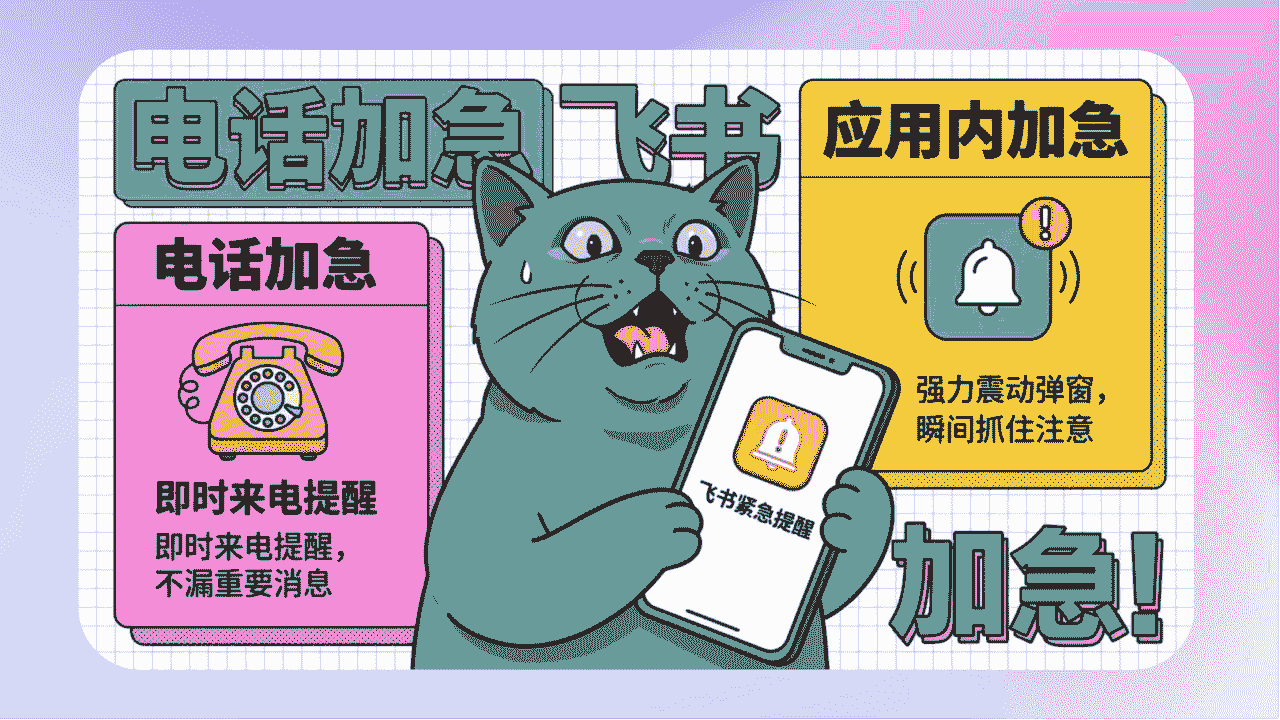 电话加急
飞书
电话加急
即时来电提醒
即时来电提醒，
不漏重要消息
应用内加急
强力震动弹窗，
瞬间抓住注意
飞书紧急提醒
加急!